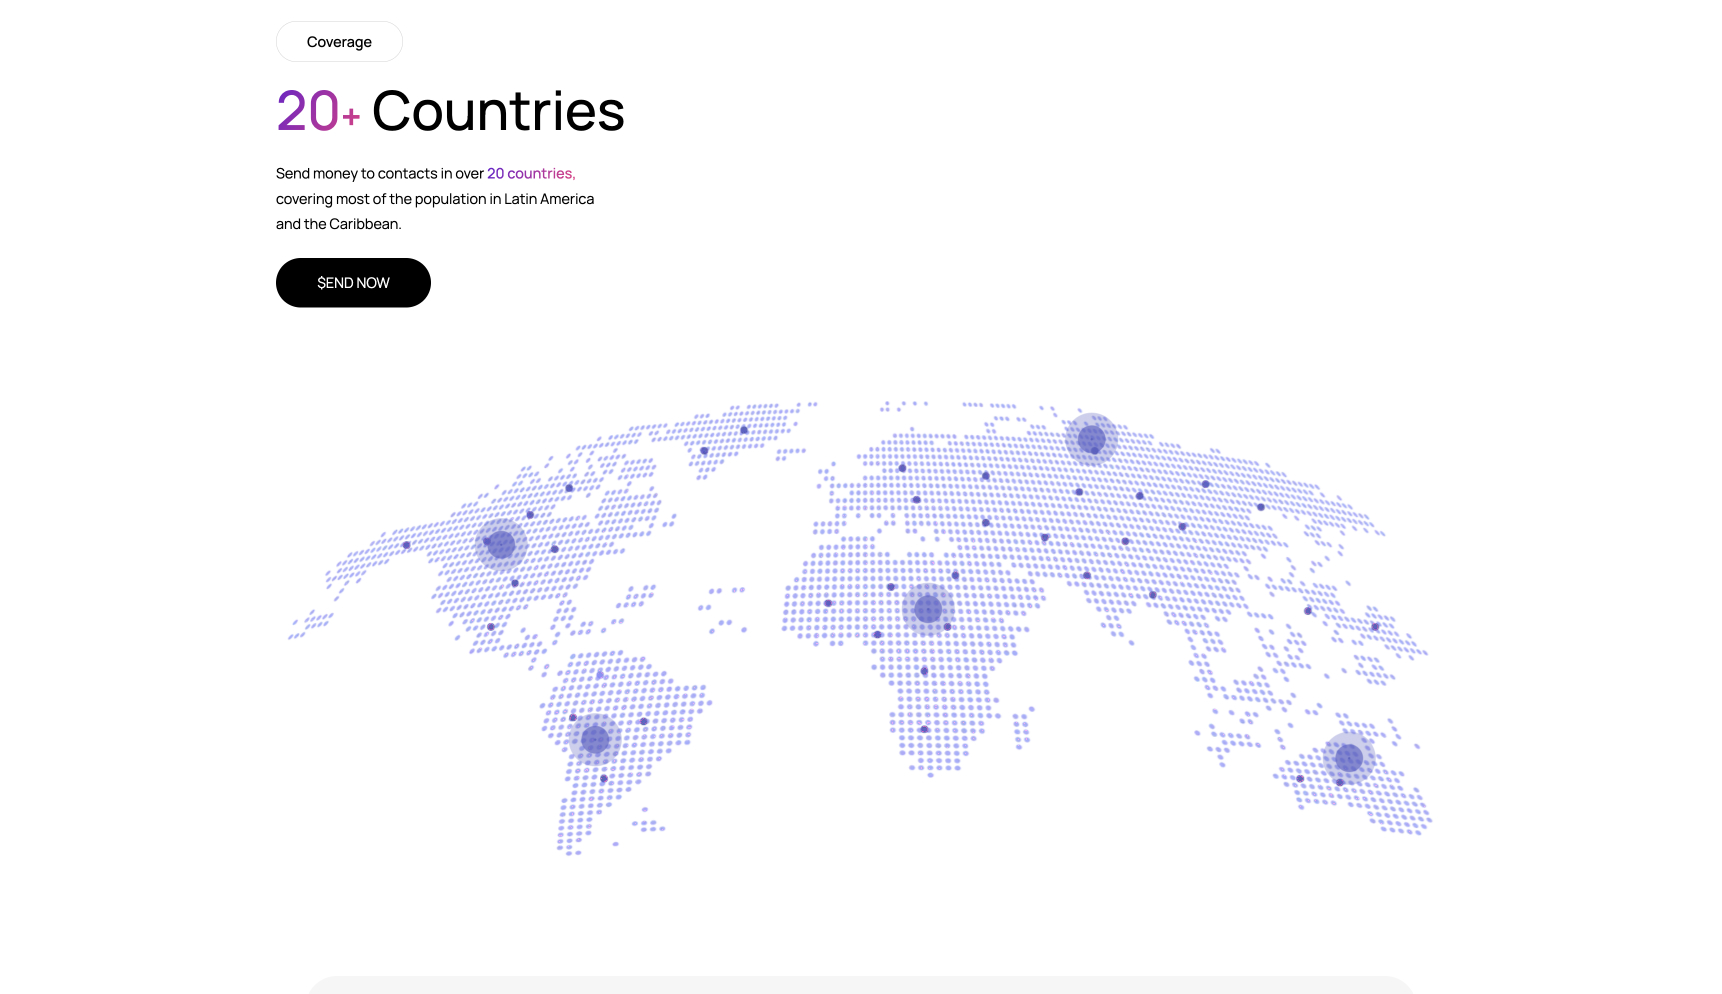 Coverage
20+ Countries
Send money to contacts in over 20 countries,
covering most of the population in Latin America
and the Caribbean.
$END NOW